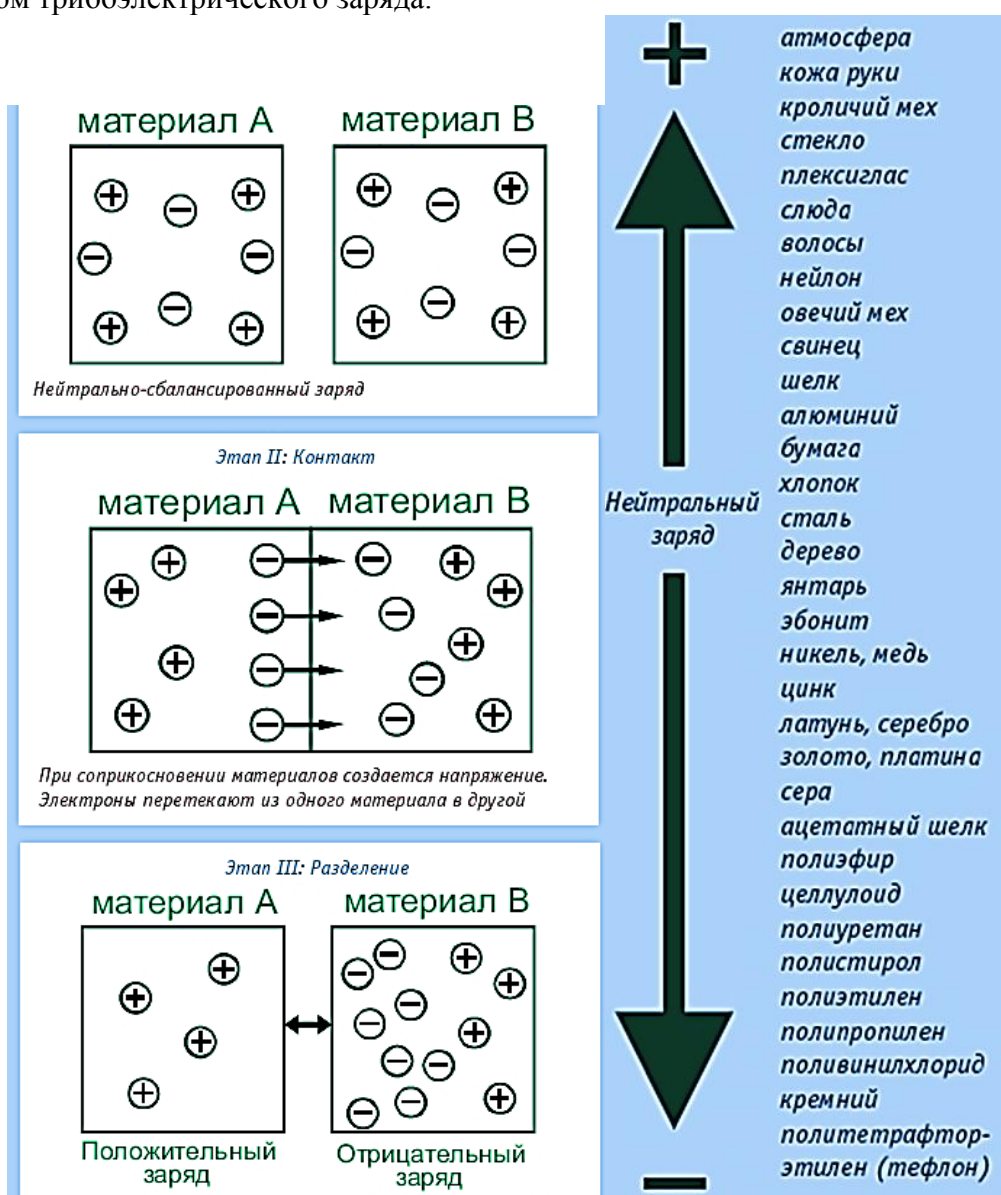 ом трибоэлектрического заряда.
материал А
материал В
Нейтрально-сбалансированный заряд
Этап II: Контакт
материал А
материал В
При соприкосновении материалов создается напряжение.
Электроны перетекают из одного материала в другой
Этап III: Разделение
материал А
материал В
Положительный
заряд
Отрицательный
заряд
+
Нейтральный
заряд
−
атмосфера
кожа руки
кроличий мех
стекло
плексиглас
слюда
волосы
нейлон
овечий мех
свинец
шелк
алюминий
бумага
хлопок
сталь
дерево
янтарь
эбонит
никель, медь
цинк
латунь, серебро
золото, платина
сера
ацетатный шелк
полиэфир
целлулоид
полиуретан
полистирол
полиэтилен
полипропилен
поливинилхлорид
кремний
политетрафтор-
этилен (тефлон)